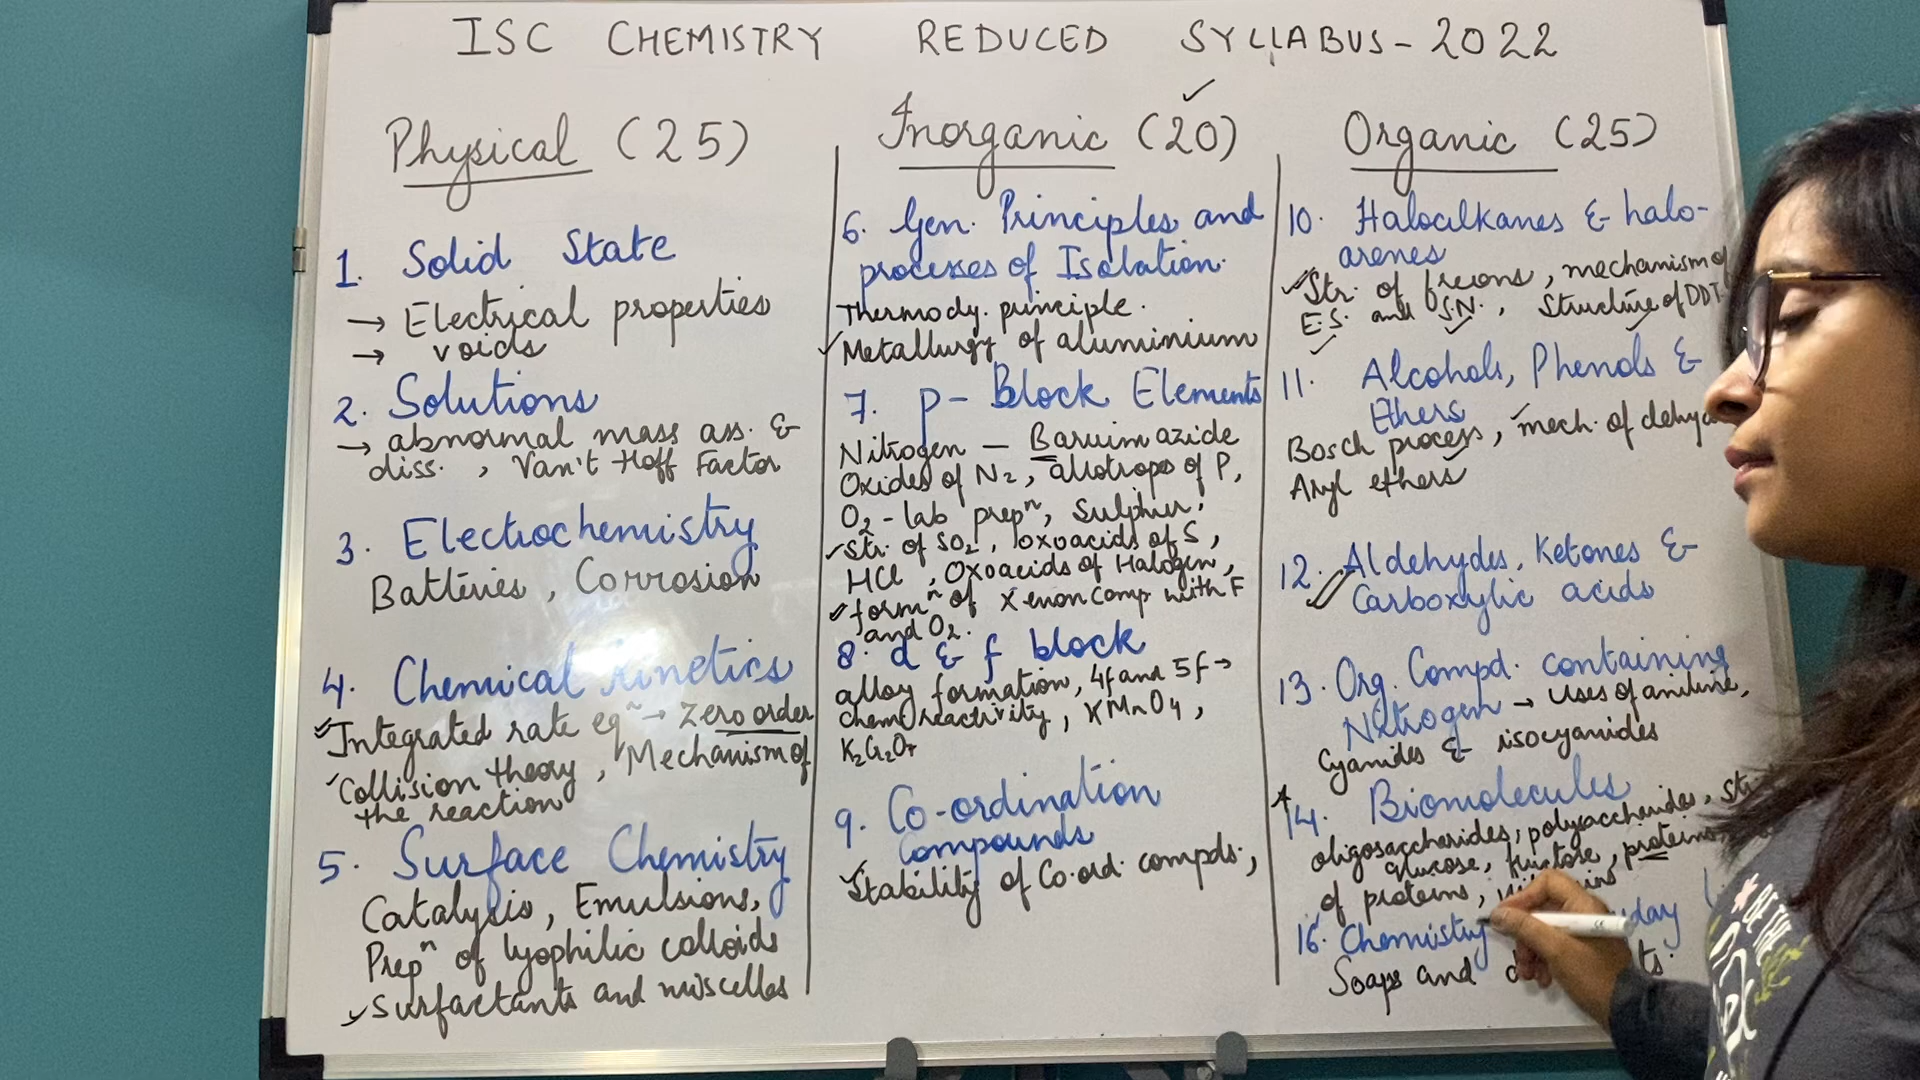 ISC CHEMISTRY REDUCED SYLLABUS - 2022
Physical (25)
1. Solid State
→ Electrical properties
→ voids
2. Solutions
→ abnormal mass ass. &
diss. , Van't Hoff Factor
3. Electrochemistry
Batteries , Corrosion
4. Chemical Kinetics
Integrated rate eqⁿ → Zero order
Collision theory , Mechanism of
the reaction
5. Surface Chemistry
Catalysis, Emulsions,
Prepⁿ of lyophilic colloids
Surfactants and miscelles
Inorganic (20)
6. Gen. Principles and
processes of Isolation.
Thermody. principle.
Metallurgy of aluminium
7. p- Block Elements
Nitrogen — Baruim azide
Oxides of N₂, allotrops of P,
O₂ - lab prepⁿ, Sulphur,
Str. of SO₂, oxoacids of S,
HCl , Oxoacids of Halogen,
formⁿ of Xenon Comp with F
and O₂.
8. d & f block
alloy formation, 4f and 5f →
chem reactivity, KMnO₄,
K₂Cr₂O₇
9. Co-ordination
Compounds
Stability of Co.ord. compds.,
Organic (25)
10. Haloalkanes & halo-
arenes
Str. of freons, mechanism of
E.S. and S.N., Structure of DDT.
11. Alcohols, Phenols &
Ethers
Bosch process, mech. of
Aryl ethers
12. Aldehydes, Ketones &
Carboxylic acids
13. Org. Compd. containing
Nitrogen → Uses of aniline,
Cyanides & isocyanides
14. Biomolecules
oligosaccharides, polysaccharides,
glucose, fructose, proteins
of proteins,
16. Chemistry
Soaps and
BE THE